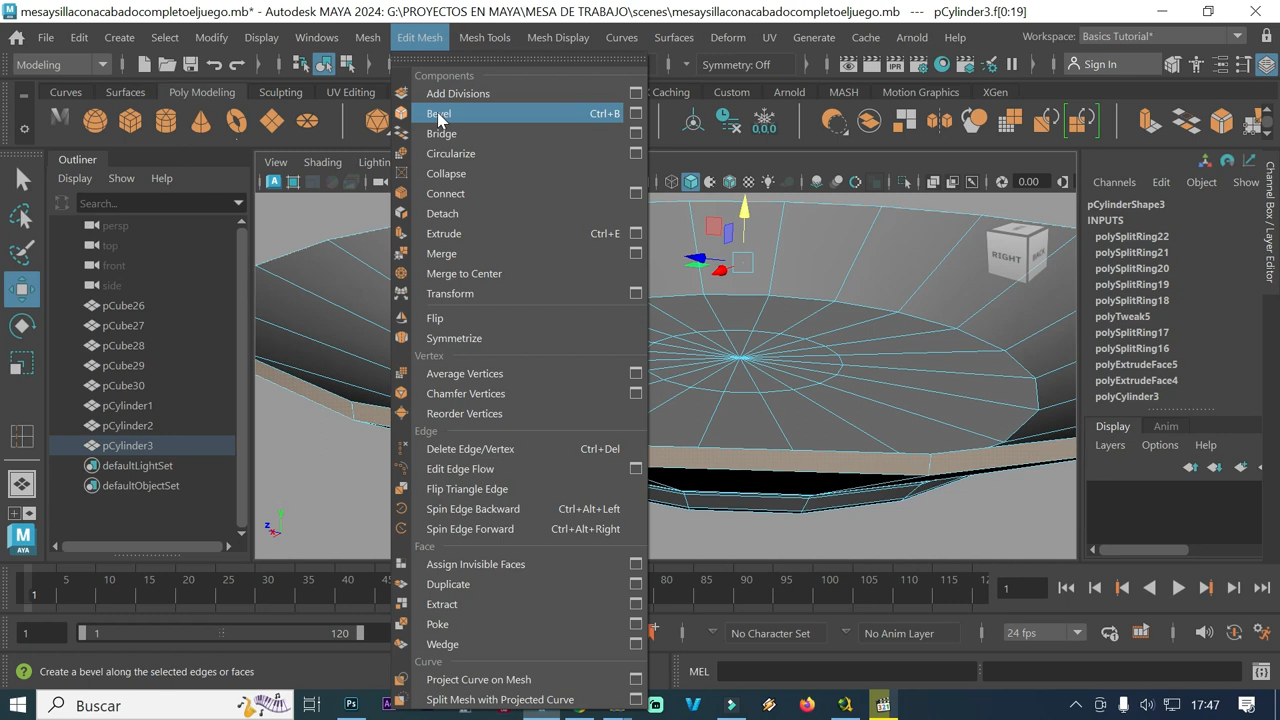 mesaysillaconacabadocompletoeljuego.mb* - Autodesk MAYA 2024: G:\PROYECTOS EN MAYA\MESA DE TRABAJO\scenes\mesaysillaconacabadocompletoeljuego.mb --- pCylinder3.f[0:19]
File Edit Create Select Modify Display Windows Mesh Edit Mesh Mesh Tools Mesh Display Curves Surfaces Deform UV Generate Cache Arnold Help Workspace: Basics Tutorial*
Modeling Symmetry: Off Sign In
Curves Surfaces Poly Modeling Sculpting UV Editing Caching Custom Arnold MASH Motion Graphics XGen
Components
Add Divisions
Bevel Ctrl+B
Bridge
Circularize
Collapse
Connect
Detach
Extrude Ctrl+E
Merge
Merge to Center
Transform
Flip
Symmetrize
Vertex
Average Vertices
Chamfer Vertices
Reorder Vertices
Edge
Delete Edge/Vertex Ctrl+Del
Edit Edge Flow
Flip Triangle Edge
Spin Edge Backward Ctrl+Alt+Left
Spin Edge Forward Ctrl+Alt+Right
Face
Assign Invisible Faces
Duplicate
Extract
Poke
Wedge
Curve
Project Curve on Mesh
Split Mesh with Projected Curve
Outliner
Display Show Help
Search...
persp
top
front
side
pCube26
pCube27
pCube28
pCube29
pCube30
pCylinder1
pCylinder2
pCylinder3
defaultLightSet
defaultObjectSet
View Shading
0.00
RIGHT
BACK
Channels Edit Object Show
pCylinderShape3
INPUTS
polySplitRing22
polySplitRing21
polySplitRing20
polySplitRing19
polySplitRing18
polyTweak5
polySplitRing17
polySplitRing16
polyExtrudeFace5
polyExtrudeFace4
polyCylinder3
Display Anim
Layers Options Help
Channel Box / Layer Editor
5 10 15 20 25 30 35 40 80 85 90 95 100 105 110 115
1
1
1 1 120
No Character Set No Anim Layer 24 fps
Create a bevel along the selected edges or faces
MEL
Buscar
17:47